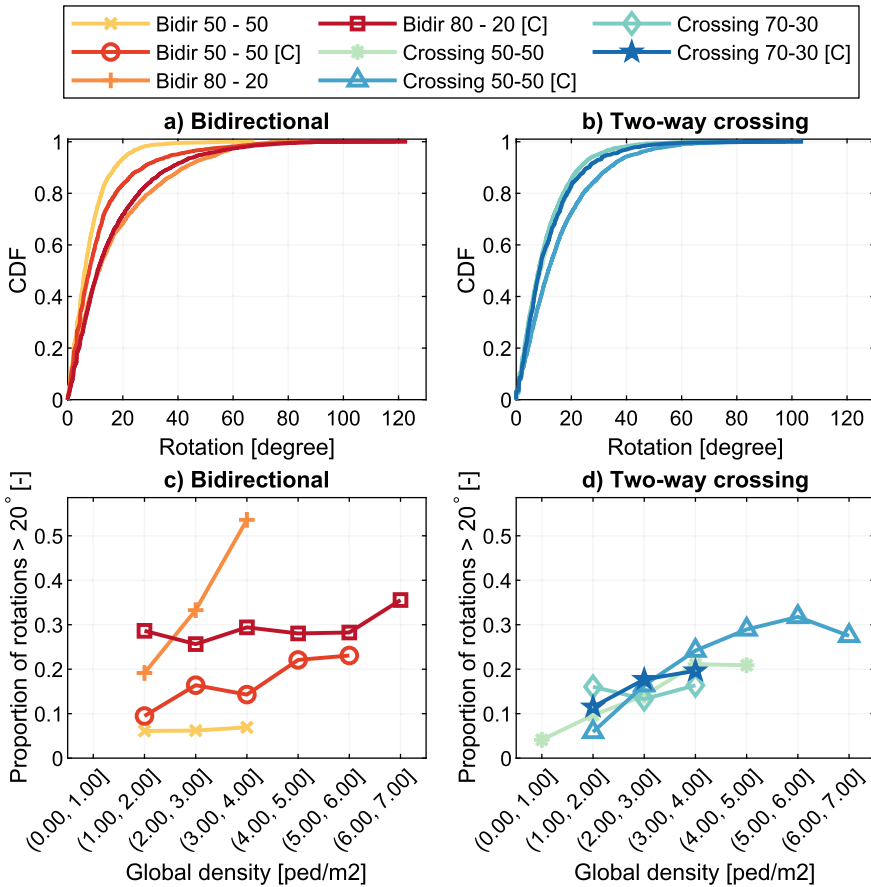 Bidir 50 - 50
Bidir 50 - 50 [C]
Bidir 80 - 20
Bidir 80 - 20 [C]
Crossing 50-50
Crossing 50-50 [C]
Crossing 70-30
Crossing 70-30 [C]
a) Bidirectional
CDF
1
0.8
0.6
0.4
0.2
0
0 20 40 60 80 100 120
Rotation [degree]
b) Two-way crossing
CDF
1
0.8
0.6
0.4
0.2
0
0 20 40 60 80 100 120
Rotation [degree]
c) Bidirectional
Proportion of rotations > 20° [-]
0.5
0.4
0.3
0.2
0.1
0
(0.00, 1.00]
(1.00, 2.00]
(2.00, 3.00]
(3.00, 4.00]
(4.00, 5.00]
(5.00, 6.00]
(6.00, 7.00]
Global density [ped/m2]
d) Two-way crossing
Proportion of rotations > 20° [-]
0.5
0.4
0.3
0.2
0.1
0
(0.00, 1.00]
(1.00, 2.00]
(2.00, 3.00]
(3.00, 4.00]
(4.00, 5.00]
(5.00, 6.00]
(6.00, 7.00]
Global density [ped/m2]